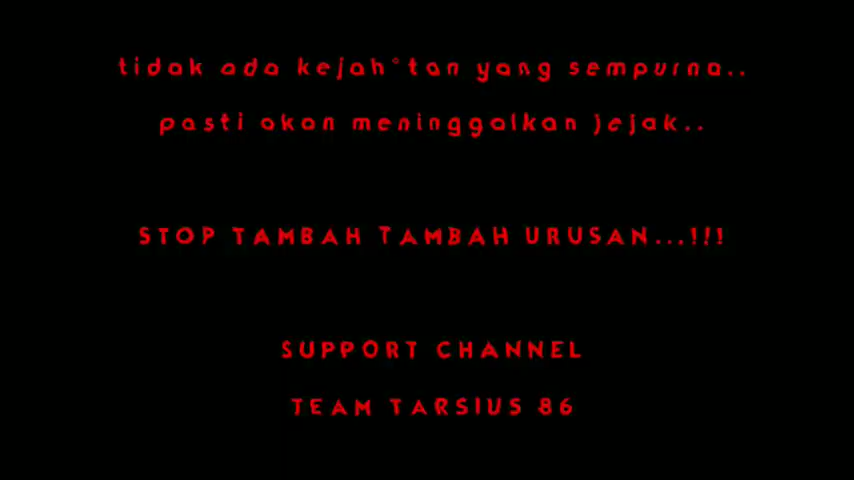 tidak ada kejah*tan yang sempurna..
pasti akan meninggalkan jejak..
STOP TAMBAH TAMBAH URUSAN...!!!
SUPPORT CHANNEL
TEAM TARSIUS 86